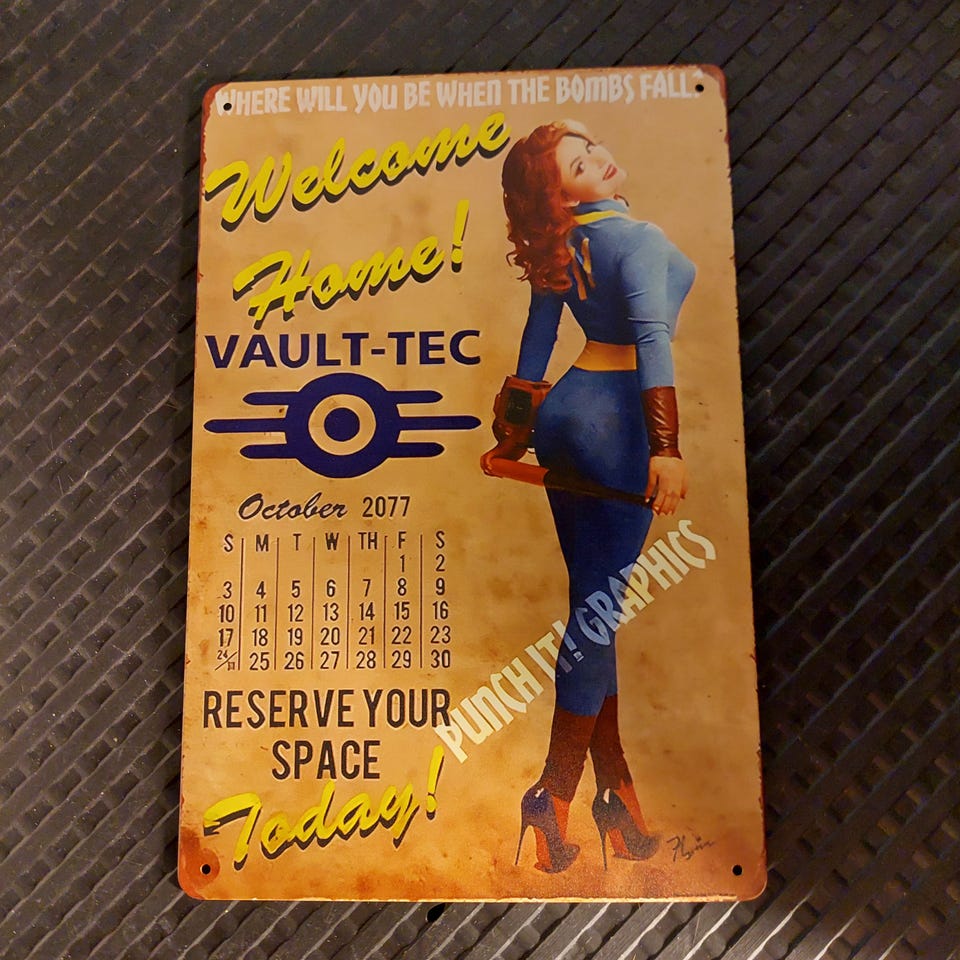 WHERE WILL YOU BE WHEN THE BOMBS FALL?
Welcome
Home!
VAULT-TEC
October 2077
S M T W TH F S
1 2
3 4 5 6 7 8 9
10 11 12 13 14 15 16
17 18 19 20 21 22 23
24/31 25 26 27 28 29 30
RESERVE YOUR
SPACE
Today!
PUNCH IT! GRAPHICS